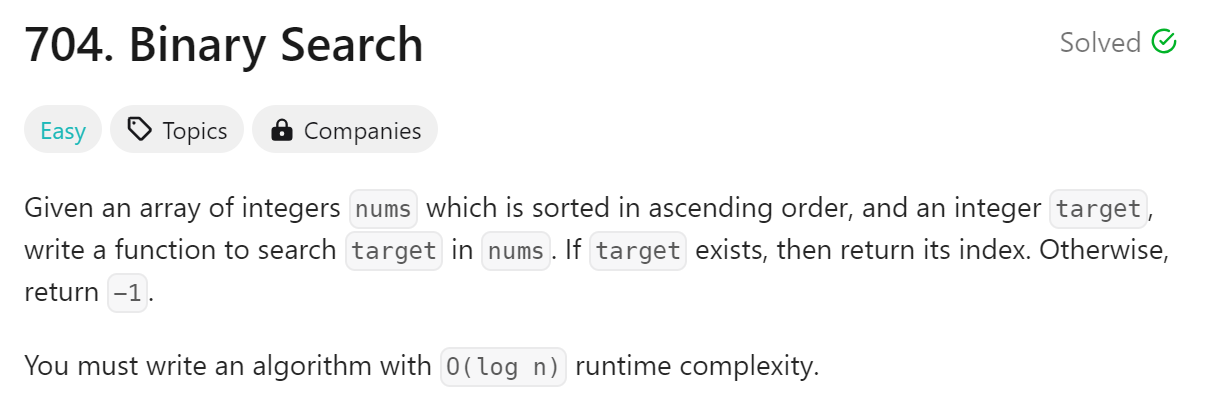 704. Binary Search
Solved
Easy Topics Companies
Given an array of integers nums which is sorted in ascending order, and an integer target,
write a function to search target in nums. If target exists, then return its index. Otherwise,
return -1.
You must write an algorithm with O(log n) runtime complexity.